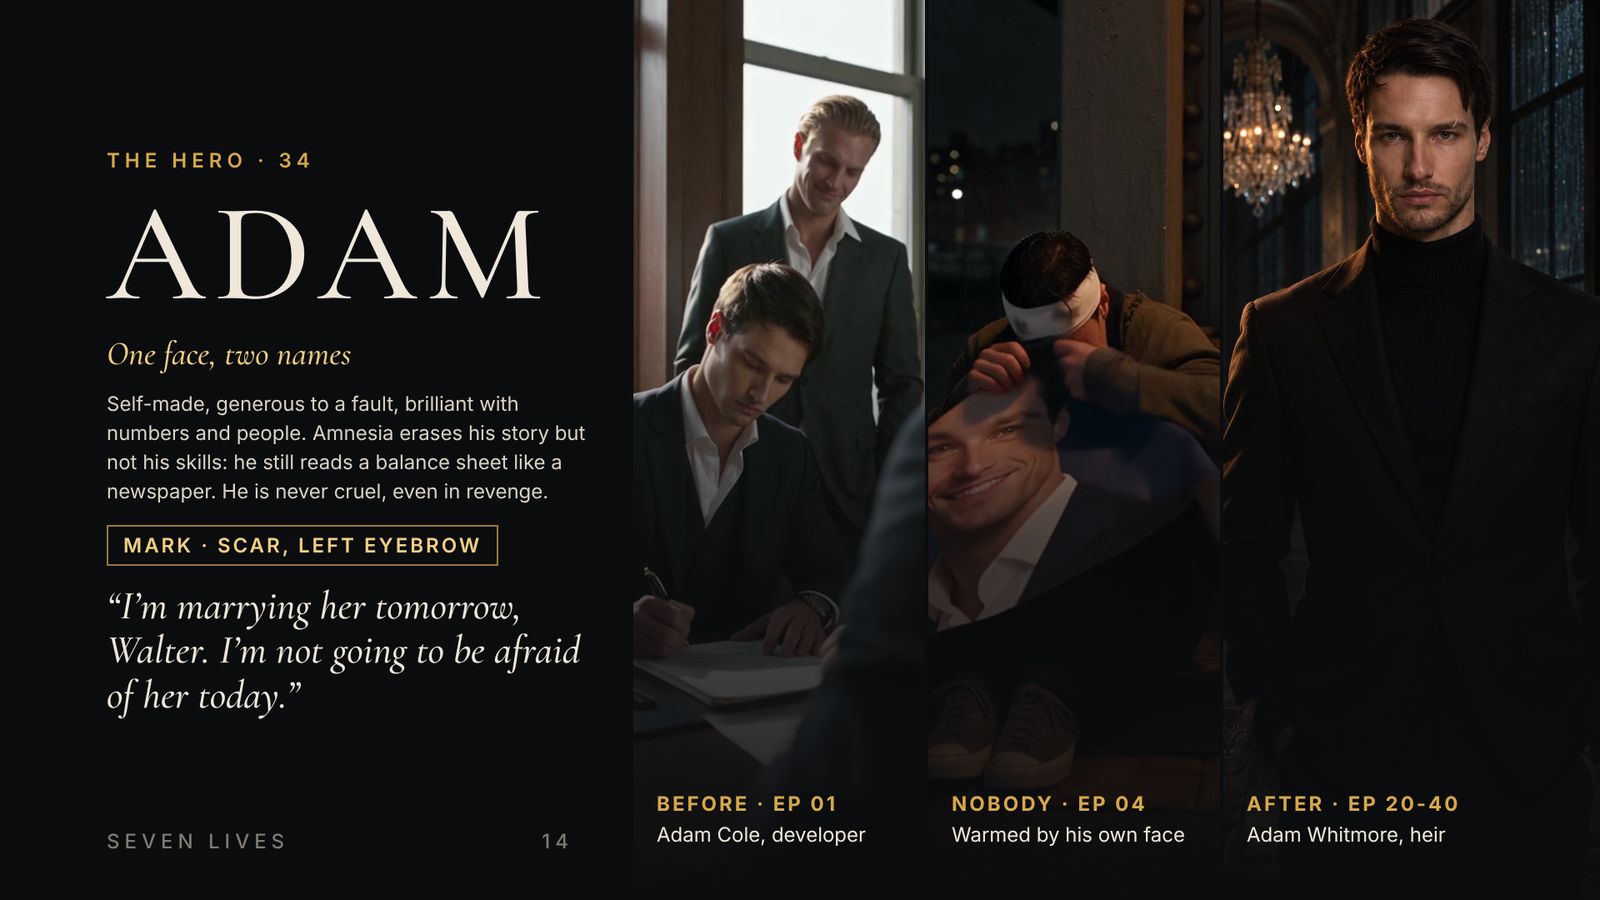 THE HERO · 34
ADAM
One face, two names
Self-made, generous to a fault, brilliant with
numbers and people. Amnesia erases his story but
not his skills: he still reads a balance sheet like a
newspaper. He is never cruel, even in revenge.
MARK · SCAR, LEFT EYEBROW
“I’m marrying her tomorrow,
Walter. I’m not going to be afraid
of her today.”
SEVEN LIVES
14
BEFORE · EP 01
Adam Cole, developer
NOBODY · EP 04
Warmed by his own face
AFTER · EP 20-40
Adam Whitmore, heir